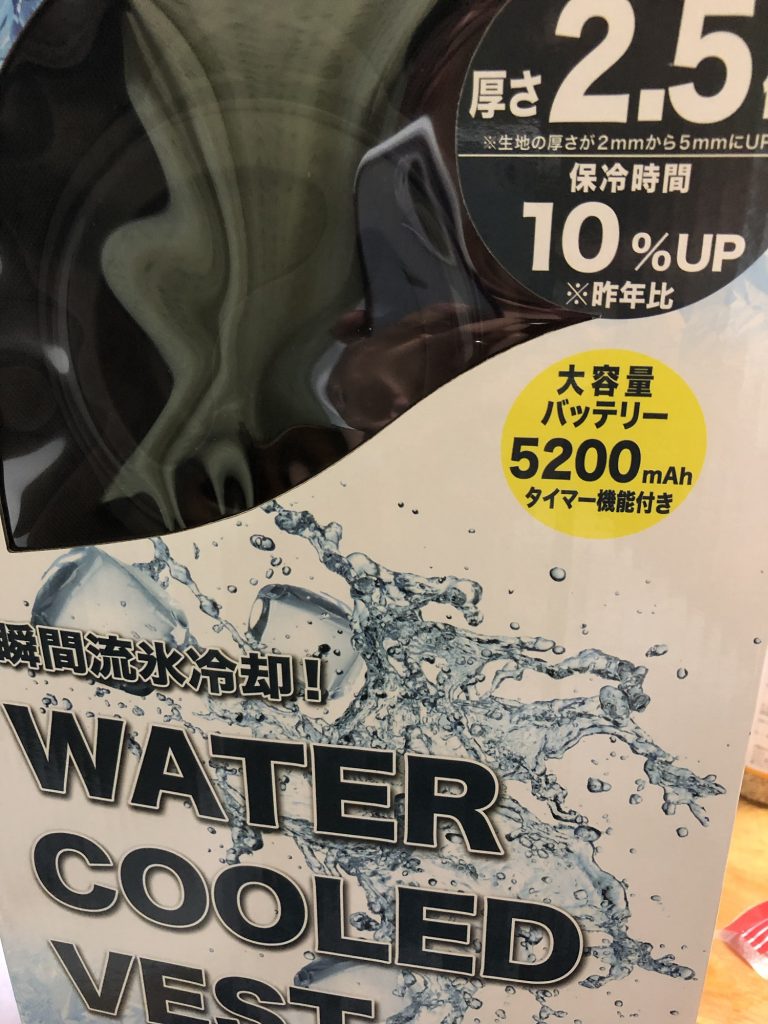 厚さ2.5
※生地の厚さが2mmから5mmにUP
保冷時間
10%UP
※昨年比
大容量
バッテリー
5200mAh
タイマー機能付き
瞬間流氷冷却！
WATER
COOLED
VEST